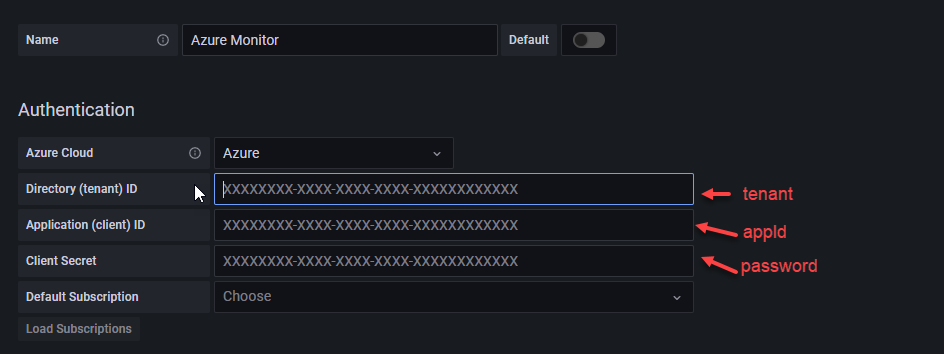 Name Azure Monitor Default
Authentication
Azure Cloud Azure
Directory (tenant) ID XXXXXXXX-XXXX-XXXX-XXXX-XXXXXXXXXXXX tenant
Application (client) ID XXXXXXXX-XXXX-XXXX-XXXX-XXXXXXXXXXXX appId
Client Secret XXXXXXXX-XXXX-XXXX-XXXX-XXXXXXXXXXXX password
Default Subscription Choose
Load Subscriptions